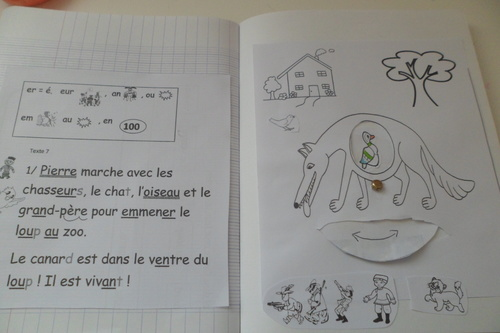 er = é, eur , an , ou
em au , en 100
Texte 7
1/ Pierre marche avec les
chasseurs, le chat, l'oiseau et le
grand-père pour emmener le
loup au zoo.
Le canard est dans le ventre du
loup ! Il est vivant !